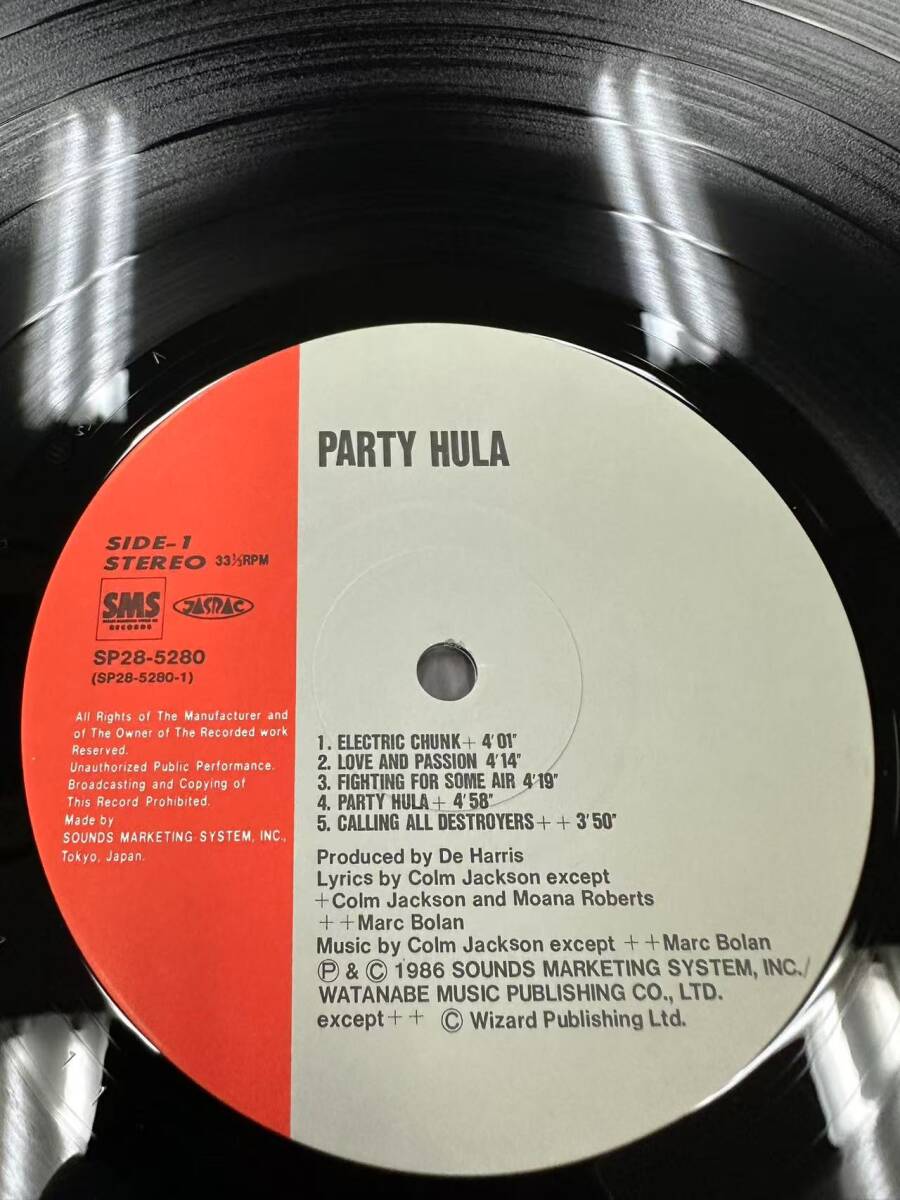 PARTY HULA
SIDE-1
STEREO 33⅓RPM
SMS
RECORDS
JASRAC
SP28-5280
(SP28-5280-1)
All Rights of The Manufacturer and
of The Owner of The Recorded work
Reserved.
Unauthorized Public Performance.
Broadcasting and Copying of
This Record Prohibited.
Made by
SOUNDS MARKETING SYSTEM, INC.,
Tokyo, Japan.
1. ELECTRIC CHUNK+ 4'01"
2. LOVE AND PASSION 4'14"
3. FIGHTING FOR SOME AIR 4'19"
4. PARTY HULA+ 4'58"
5. CALLING ALL DESTROYERS++ 3'50"
Produced by De Harris
Lyrics by Colm Jackson except
+Colm Jackson and Moana Roberts
++Marc Bolan
Music by Colm Jackson except ++Marc Bolan
Ⓟ & © 1986 SOUNDS MARKETING SYSTEM, INC./
WATANABE MUSIC PUBLISHING CO., LTD.
except++ © Wizard Publishing Ltd.